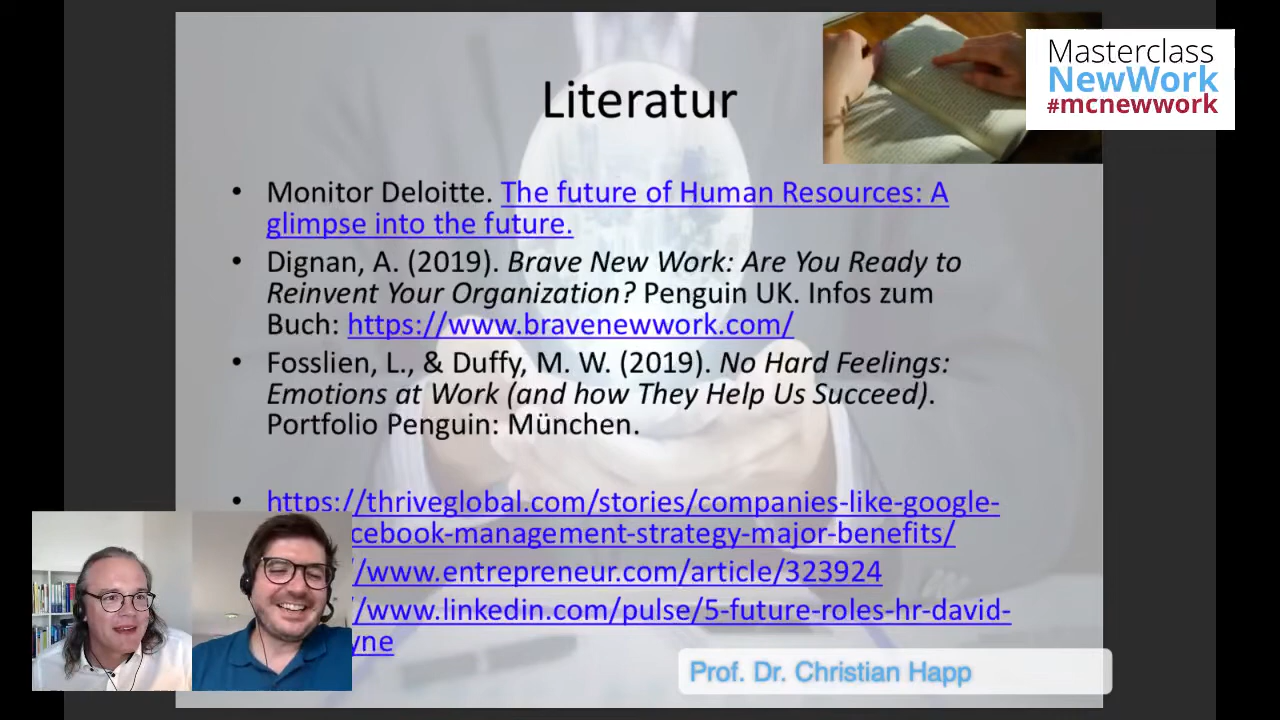 Masterclass
NewWork
#mcnewwork
Literatur
• Monitor Deloitte. The future of Human Resources: A
glimpse into the future.
• Dignan, A. (2019). Brave New Work: Are You Ready to
Reinvent Your Organization? Penguin UK. Infos zum
Buch: https://www.bravenewwork.com/
• Fosslien, L., & Duffy, M. W. (2019). No Hard Feelings:
Emotions at Work (and how They Help Us Succeed).
Portfolio Penguin: München.
• https://thriveglobal.com/stories/companies-like-google-
cebook-management-strategy-major-benefits/
/www.entrepreneur.com/article/323924
/www.linkedin.com/pulse/5-future-roles-hr-david-
yne
Prof. Dr. Christian Happ